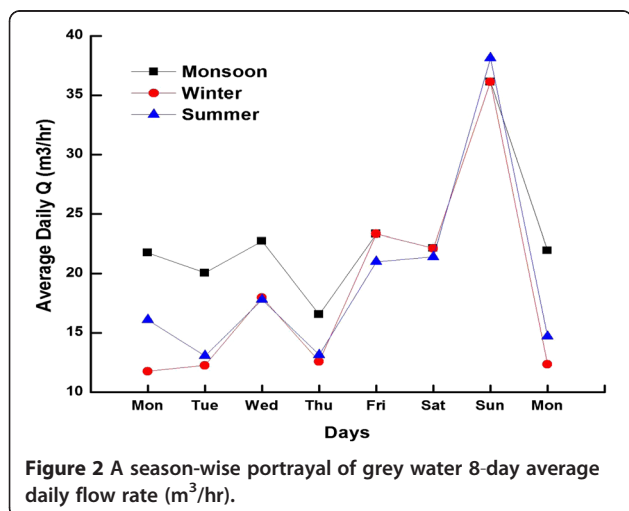 40
35
30
25
20
15
10
Average Daily Q (m3/hr)
Monsoon
Winter
Summer
Mon Tue Wed Thu Fri Sat Sun Mon
Days
Figure 2 A season-wise portrayal of grey water 8-day average
daily flow rate (m³/hr).